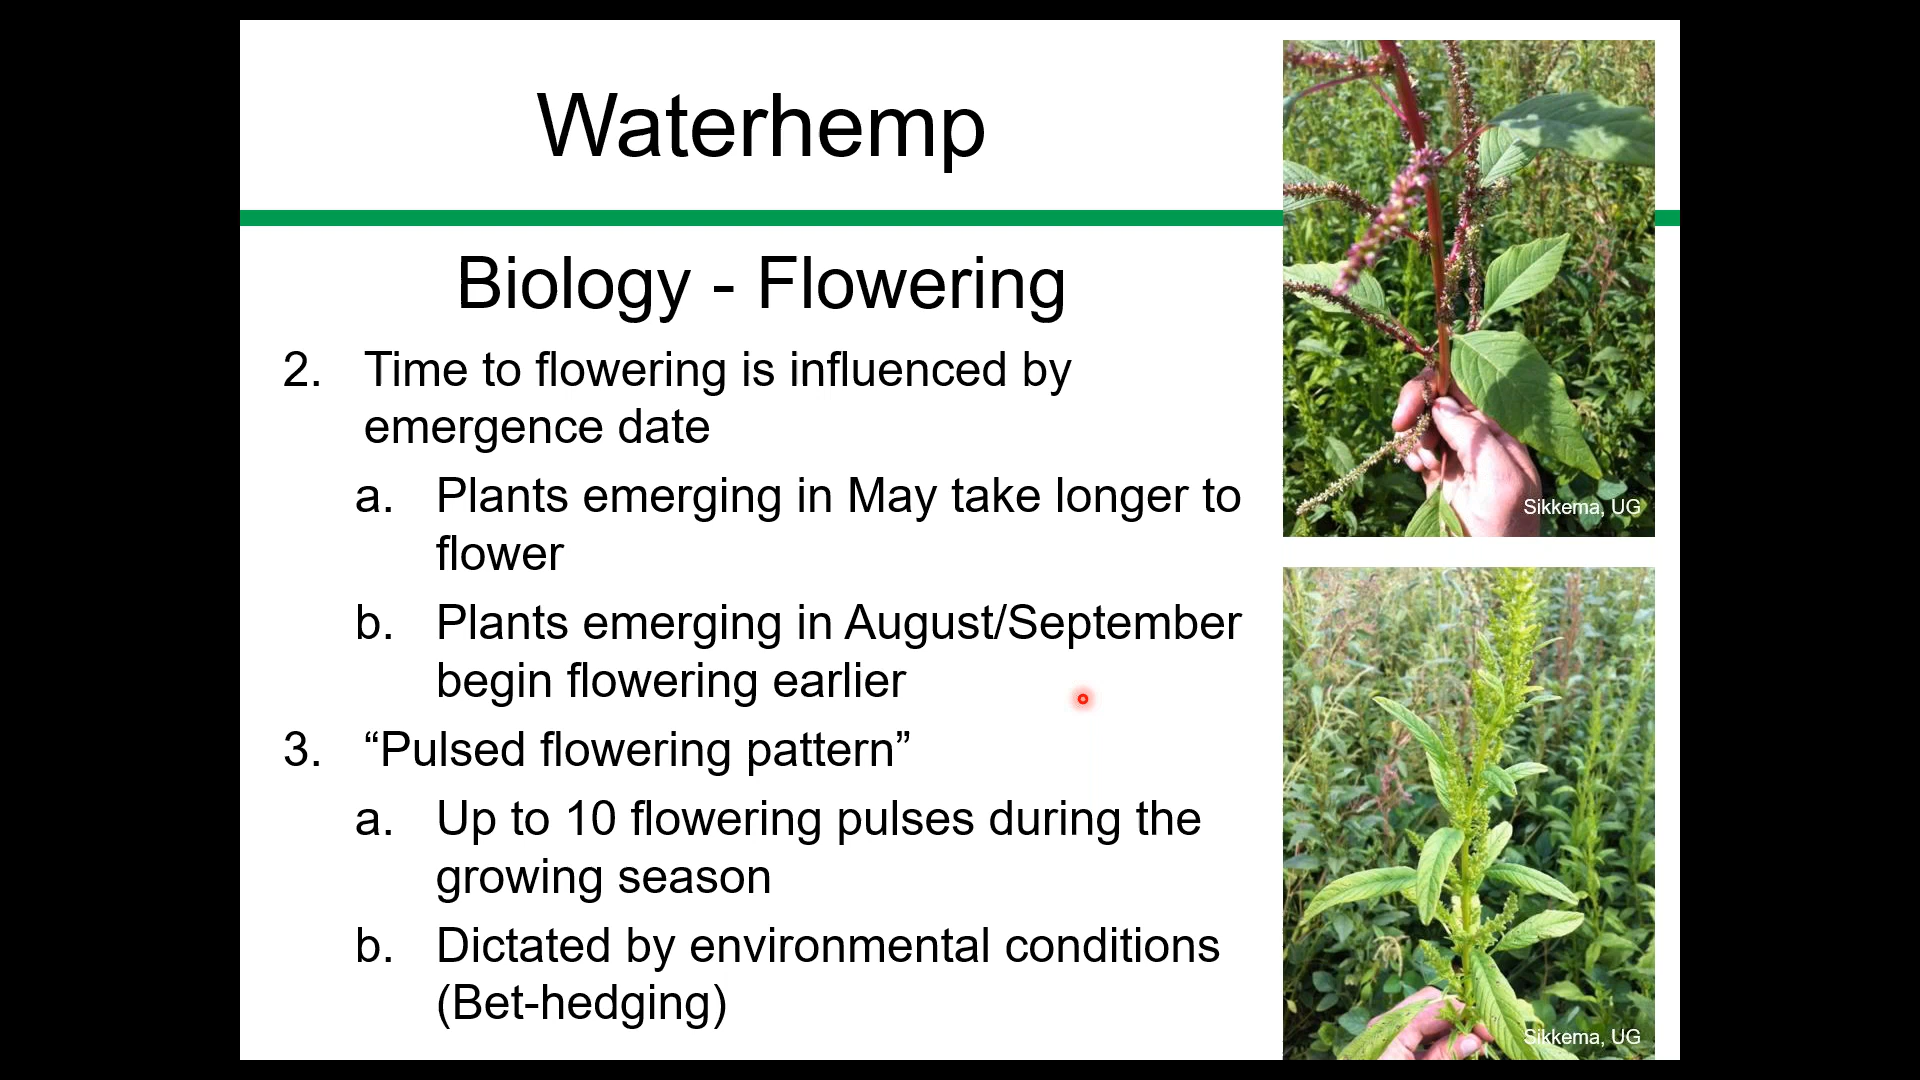 Waterhemp
Biology - Flowering
2. Time to flowering is influenced by
emergence date
a. Plants emerging in May take longer to
flower
b. Plants emerging in August/September
begin flowering earlier
3. “Pulsed flowering pattern”
a. Up to 10 flowering pulses during the
growing season
b. Dictated by environmental conditions
(Bet-hedging)
Sikkema, UG
Sikkema, UG